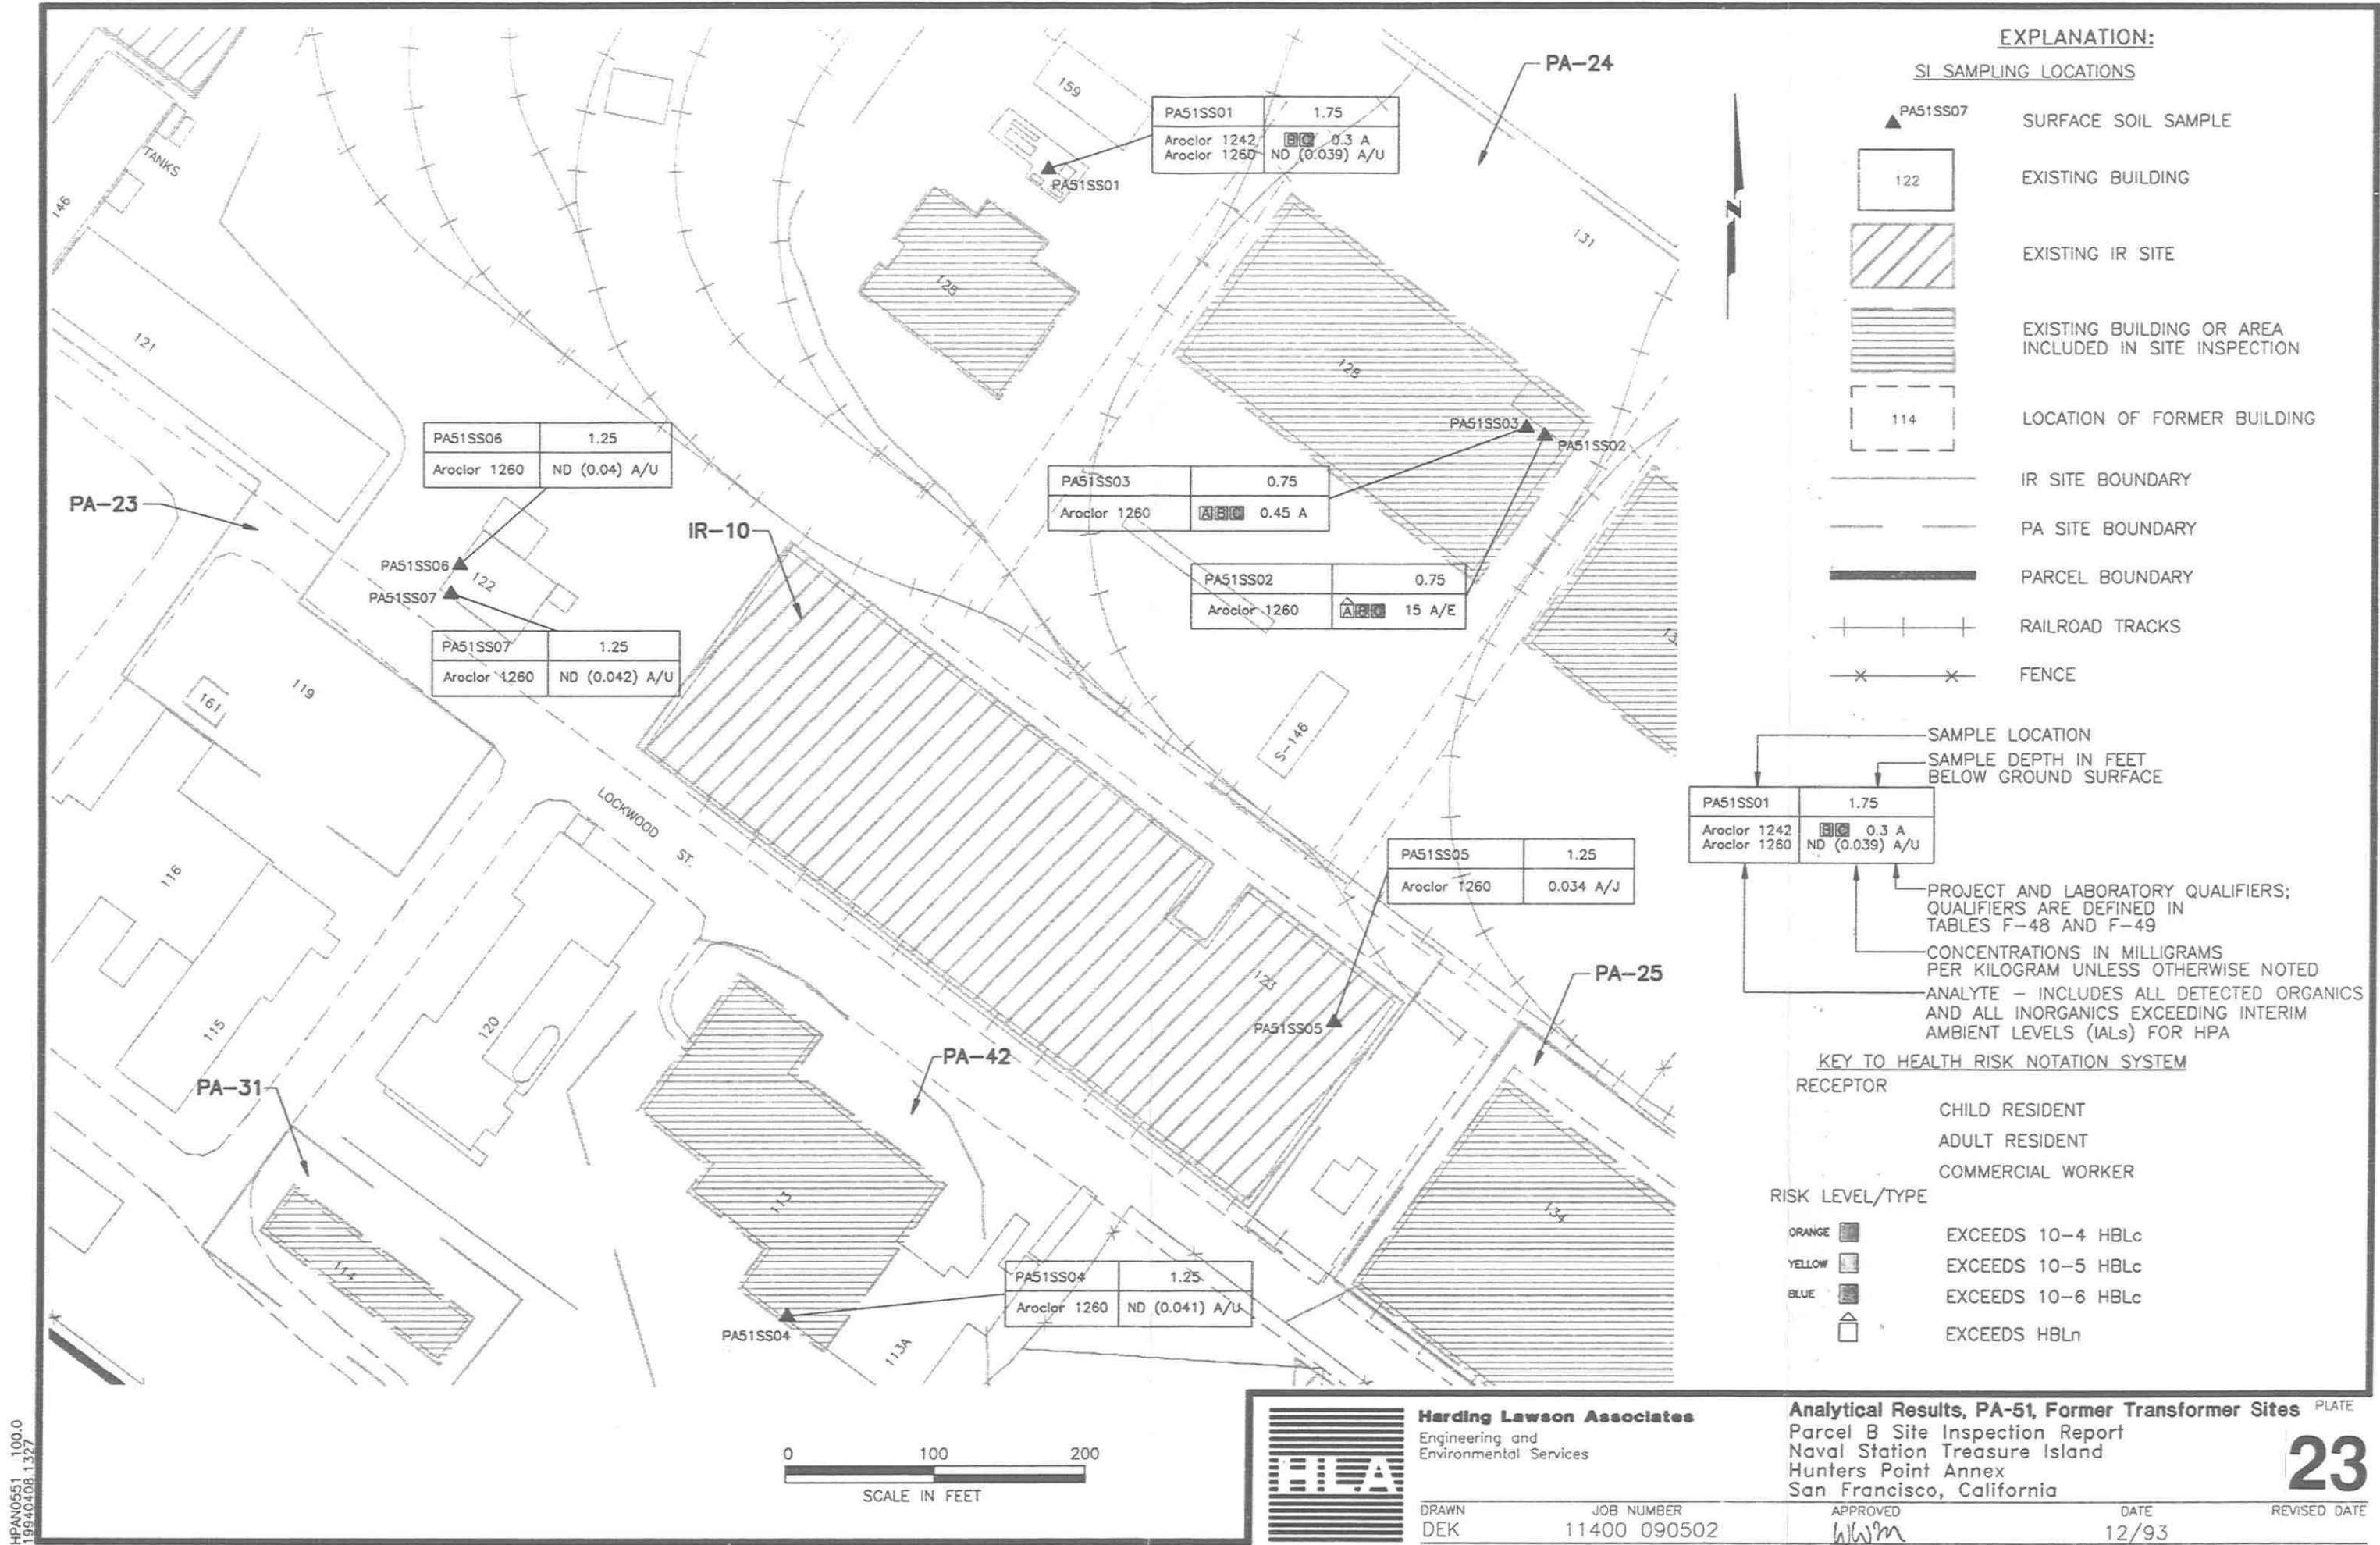 PA-24
159
PA51SS01 1.75
Aroclor 1242 BC 0.3 A
Aroclor 1260 ND (0.039) A/U
PA51SS01
TANKS
146
131
125
128
121
PA51SS03
PA51SS02
PA51SS06 1.25
Aroclor 1260 ND (0.04) A/U
PA51SS03 0.75
Aroclor 1260 ABC 0.45 A
PA-23
IR-10
PA51SS06
122
PA51SS07
PA51SS02 0.75
Aroclor 1260 ABC 15 A/E
PA51SS07 1.25
Aroclor 1260 ND (0.042) A/U
119
161
S-146
LOCKWOOD ST.
116
PA51SS05 1.25
Aroclor 1260 0.034 A/J
123
PA-25
PA51SS05
115
120
PA-42
PA-31
113
134
114
PA51SS04 1.25
Aroclor 1260 ND (0.041) A/U
PA51SS04
113A
0 100 200
SCALE IN FEET
EXPLANATION:
SI SAMPLING LOCATIONS
PA51SS07 SURFACE SOIL SAMPLE
122 EXISTING BUILDING
EXISTING IR SITE
EXISTING BUILDING OR AREA
INCLUDED IN SITE INSPECTION
114 LOCATION OF FORMER BUILDING
IR SITE BOUNDARY
PA SITE BOUNDARY
PARCEL BOUNDARY
RAILROAD TRACKS
FENCE
N
SAMPLE LOCATION
SAMPLE DEPTH IN FEET
BELOW GROUND SURFACE
PA51SS01 1.75
Aroclor 1242 BC 0.3 A
Aroclor 1260 ND (0.039) A/U
PROJECT AND LABORATORY QUALIFIERS;
QUALIFIERS ARE DEFINED IN
TABLES F-48 AND F-49
CONCENTRATIONS IN MILLIGRAMS
PER KILOGRAM UNLESS OTHERWISE NOTED
ANALYTE - INCLUDES ALL DETECTED ORGANICS
AND ALL INORGANICS EXCEEDING INTERIM
AMBIENT LEVELS (IALs) FOR HPA
KEY TO HEALTH RISK NOTATION SYSTEM
RECEPTOR
CHILD RESIDENT
ADULT RESIDENT
COMMERCIAL WORKER
RISK LEVEL/TYPE
ORANGE EXCEEDS 10-4 HBLc
YELLOW EXCEEDS 10-5 HBLc
BLUE EXCEEDS 10-6 HBLc
EXCEEDS HBLn
HLA
Harding Lawson Associates
Engineering and
Environmental Services
Analytical Results, PA-51, Former Transformer Sites
Parcel B Site Inspection Report
Naval Station Treasure Island
Hunters Point Annex
San Francisco, California
PLATE
23
DRAWN JOB NUMBER APPROVED DATE REVISED DATE
DEK 11400 090502 WWM 12/93
HPAN0551 100.0
19940408.1327